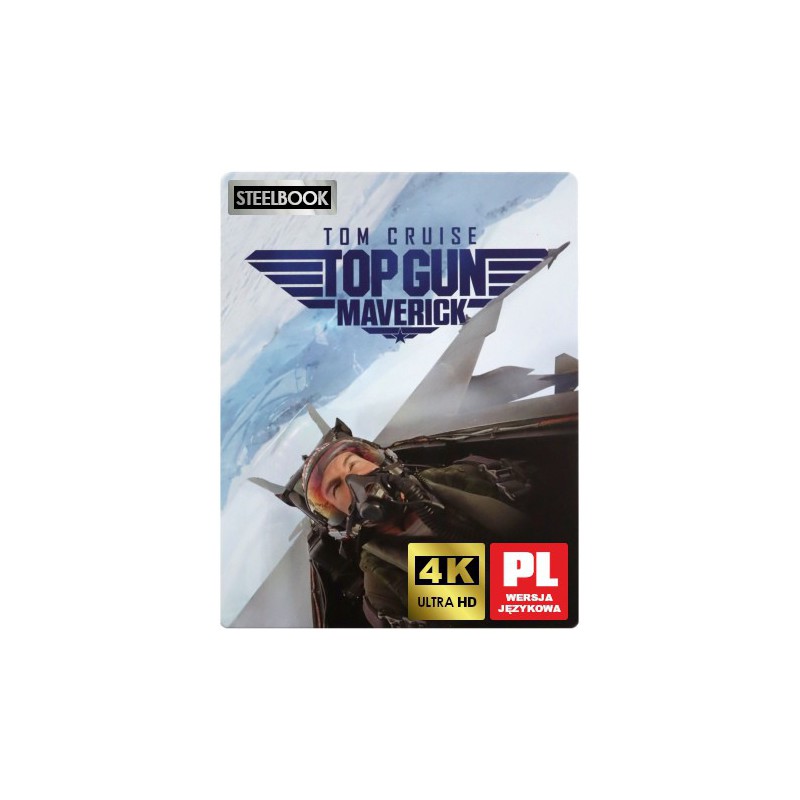 STEELBOOK
TOM CRUISE
TOP GUN
MAVERICK
4K
ULTRA HD
PL
WERSJA
JĘZYKOWA